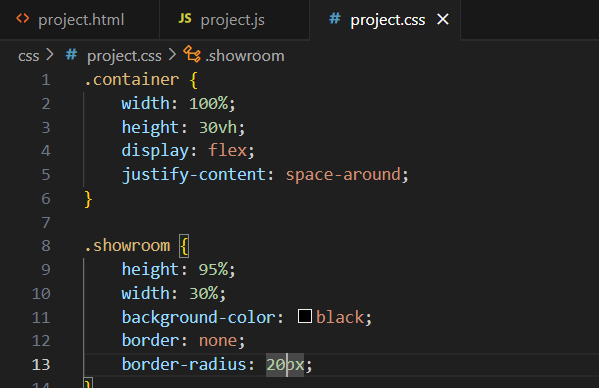 <> project.html JS project.js # project.css ×
css > # project.css > .showroom
1 .container {
2 width: 100%;
3 height: 30vh;
4 display: flex;
5 justify-content: space-around;
6 }
7
8 .showroom {
9 height: 95%;
10 width: 30%;
11 background-color: black;
12 border: none;
13 border-radius: 20px;
14 }